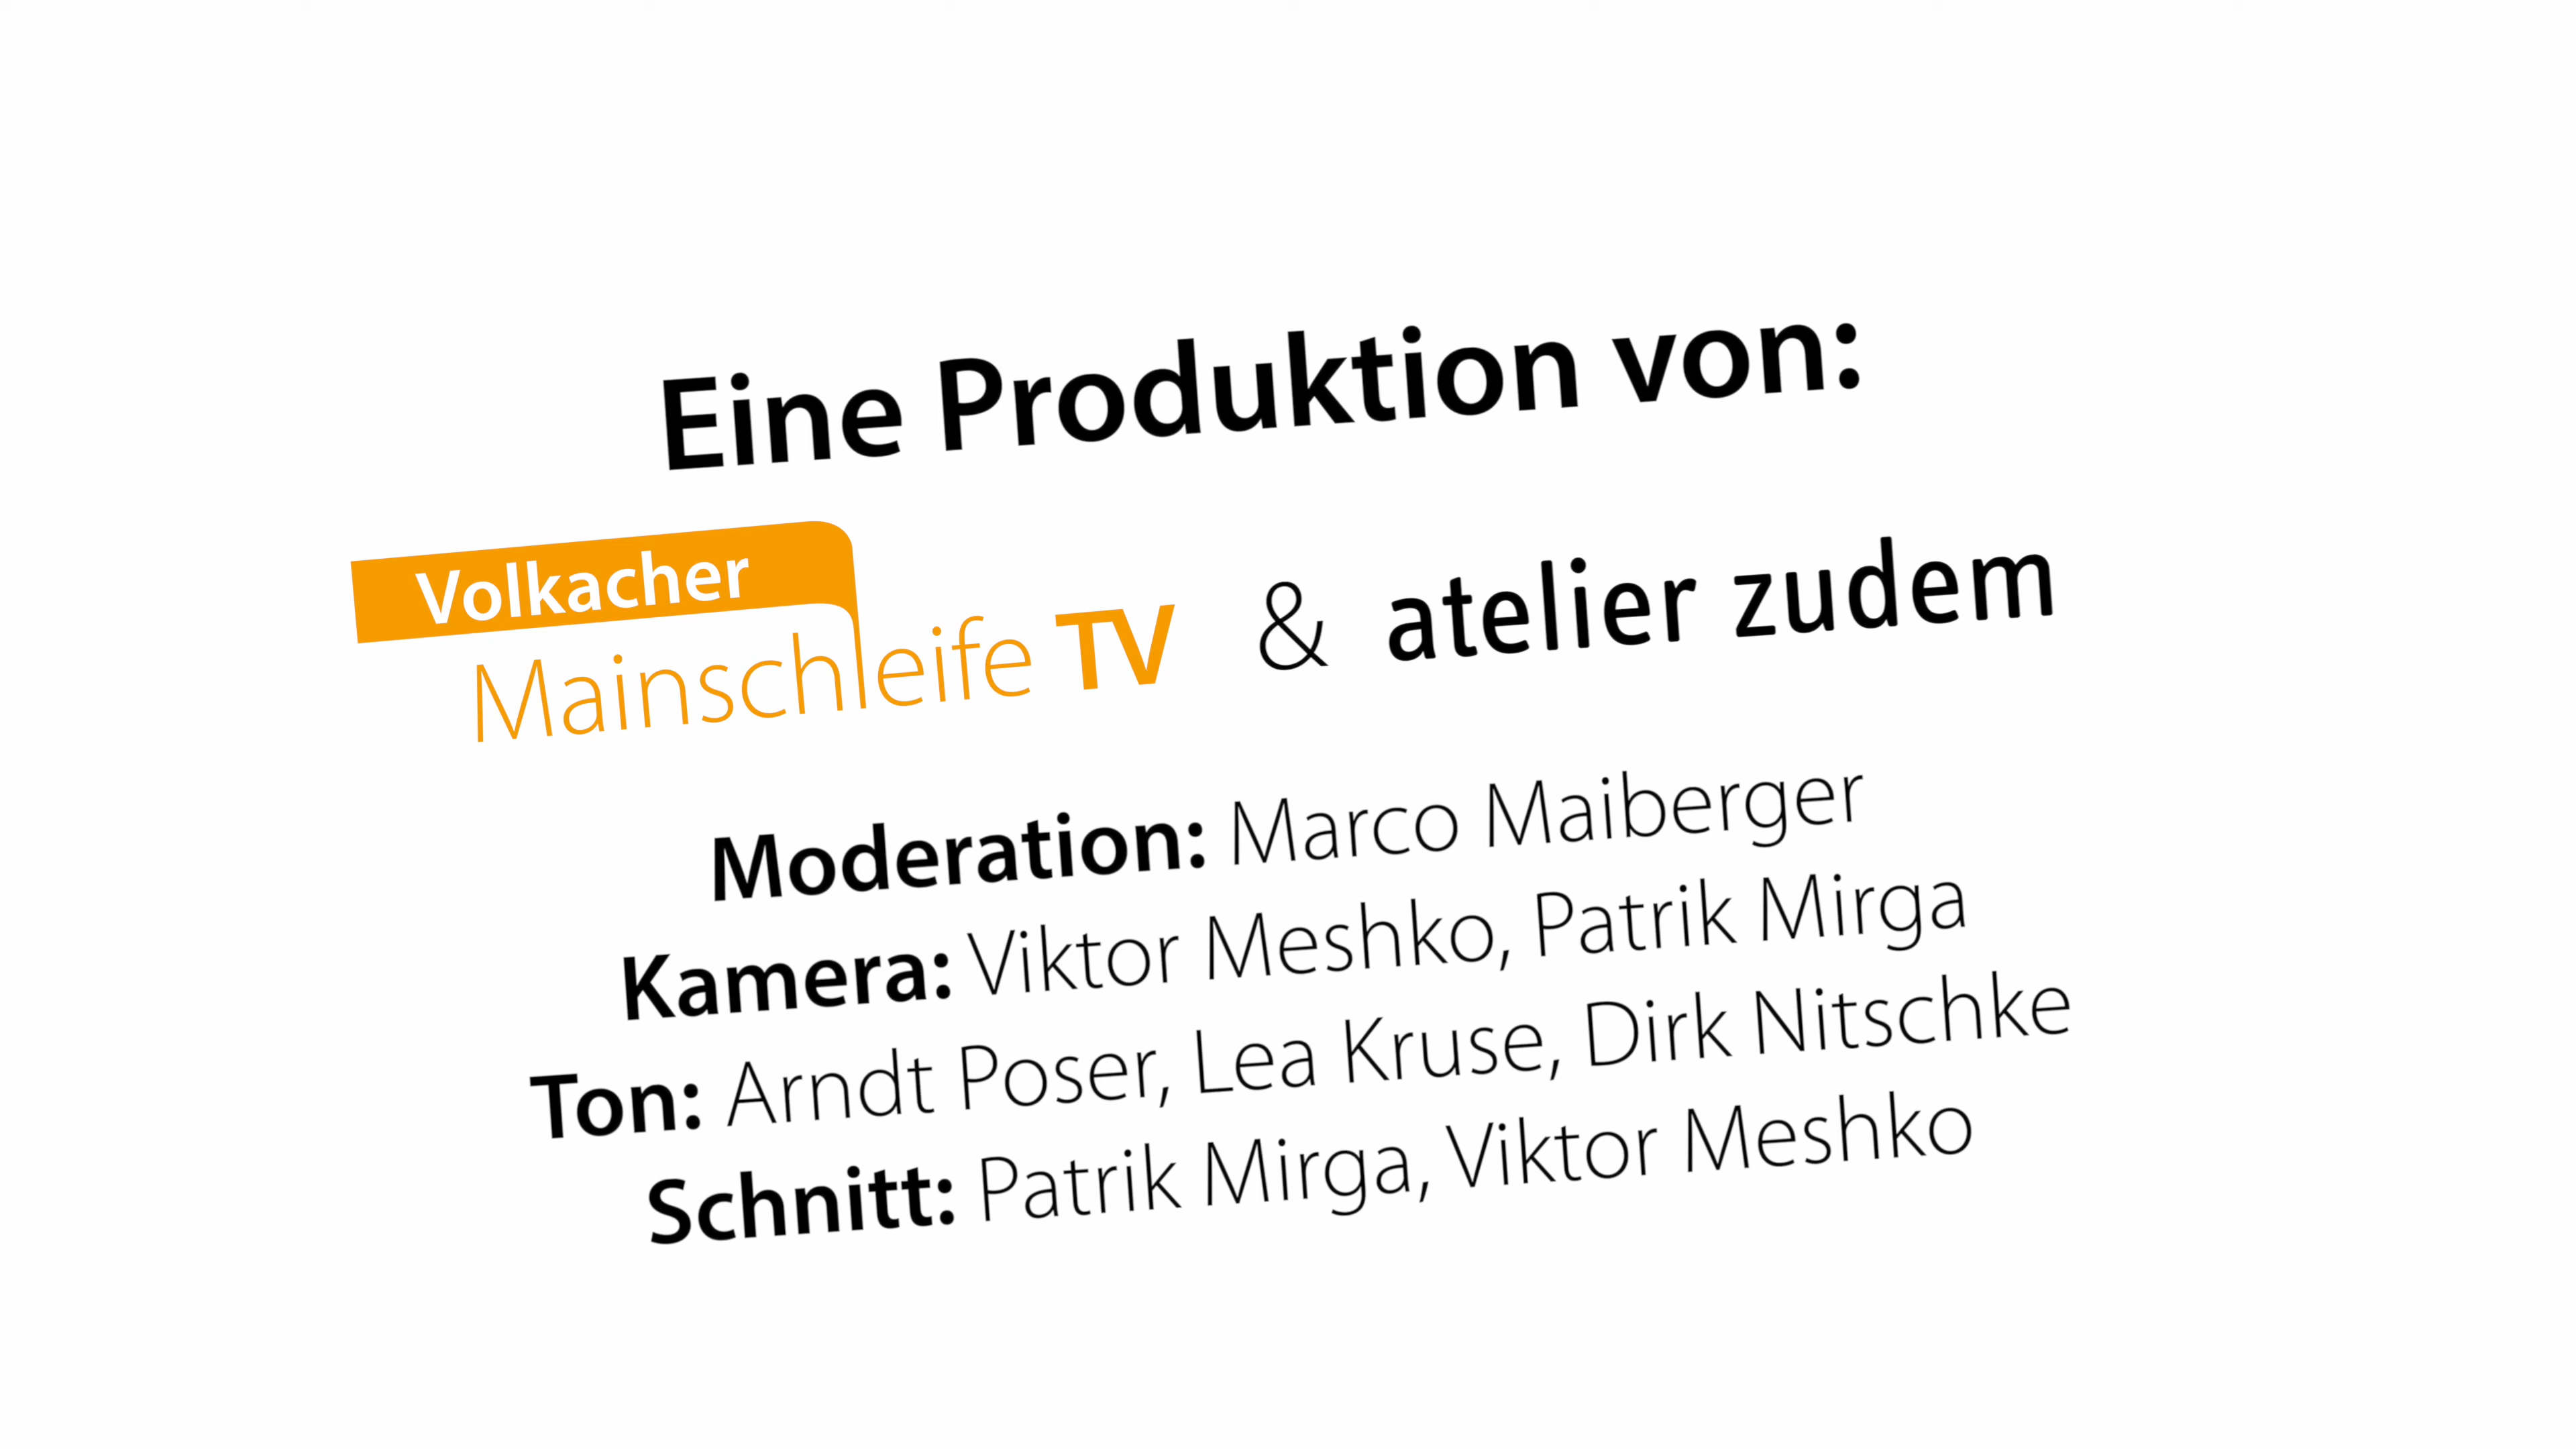 Eine Produktion von:
Volkacher
Mainschleife TV & atelier zudem
Moderation: Marco Maiberger
Kamera: Viktor Meshko, Patrik Mirga
Ton: Arndt Poser, Lea Kruse, Dirk Nitschke
Schnitt: Patrik Mirga, Viktor Meshko